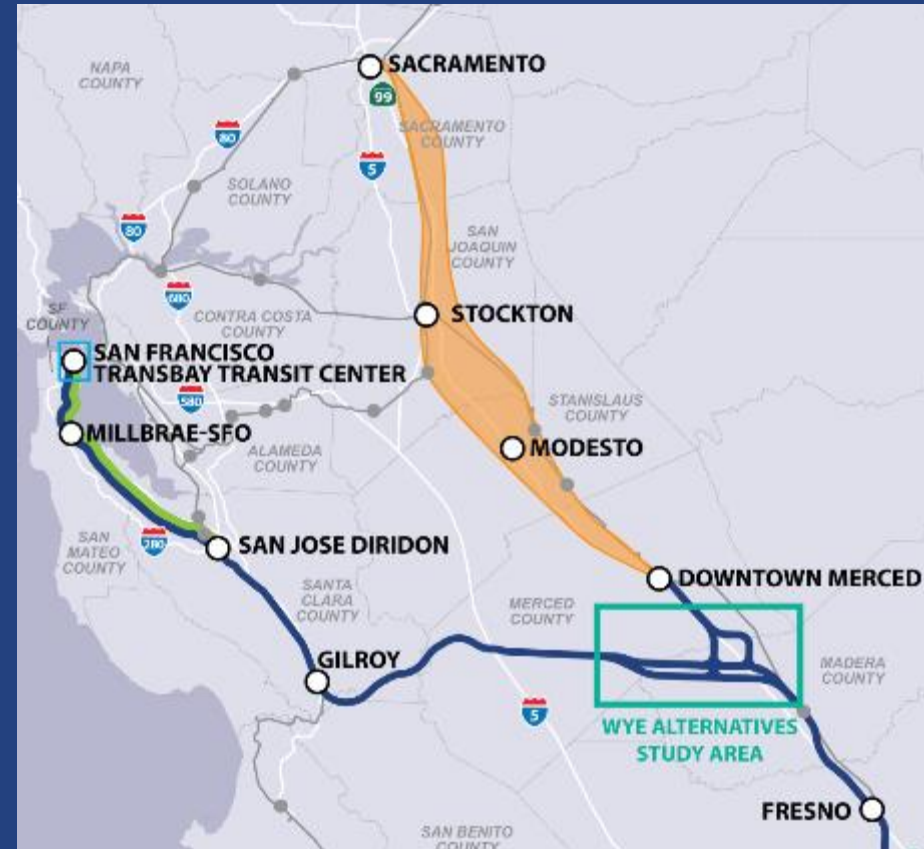 SACRAMENTO
NAPA
COUNTY
99
80
SACRAMENTO
COUNTY
5
SOLANO
COUNTY
80
SAN
JOAQUIN
COUNTY
680
SF
COUNTY
CONTRA COSTA
COUNTY
STOCKTON
SAN FRANCISCO
TRANSBAY TRANSIT CENTER
580
STANISLAUS
COUNTY
MILLBRAE-SFO
ALAMEDA
COUNTY
MODESTO
280
SAN
MATEO
COUNTY
SAN JOSE DIRIDON
SANTA
CLARA
COUNTY
DOWNTOWN MERCED
MERCED
COUNTY
GILROY
MADERA
COUNTY
5
WYE ALTERNATIVES
STUDY AREA
FRESNO
SAN BENITO
COUNTY